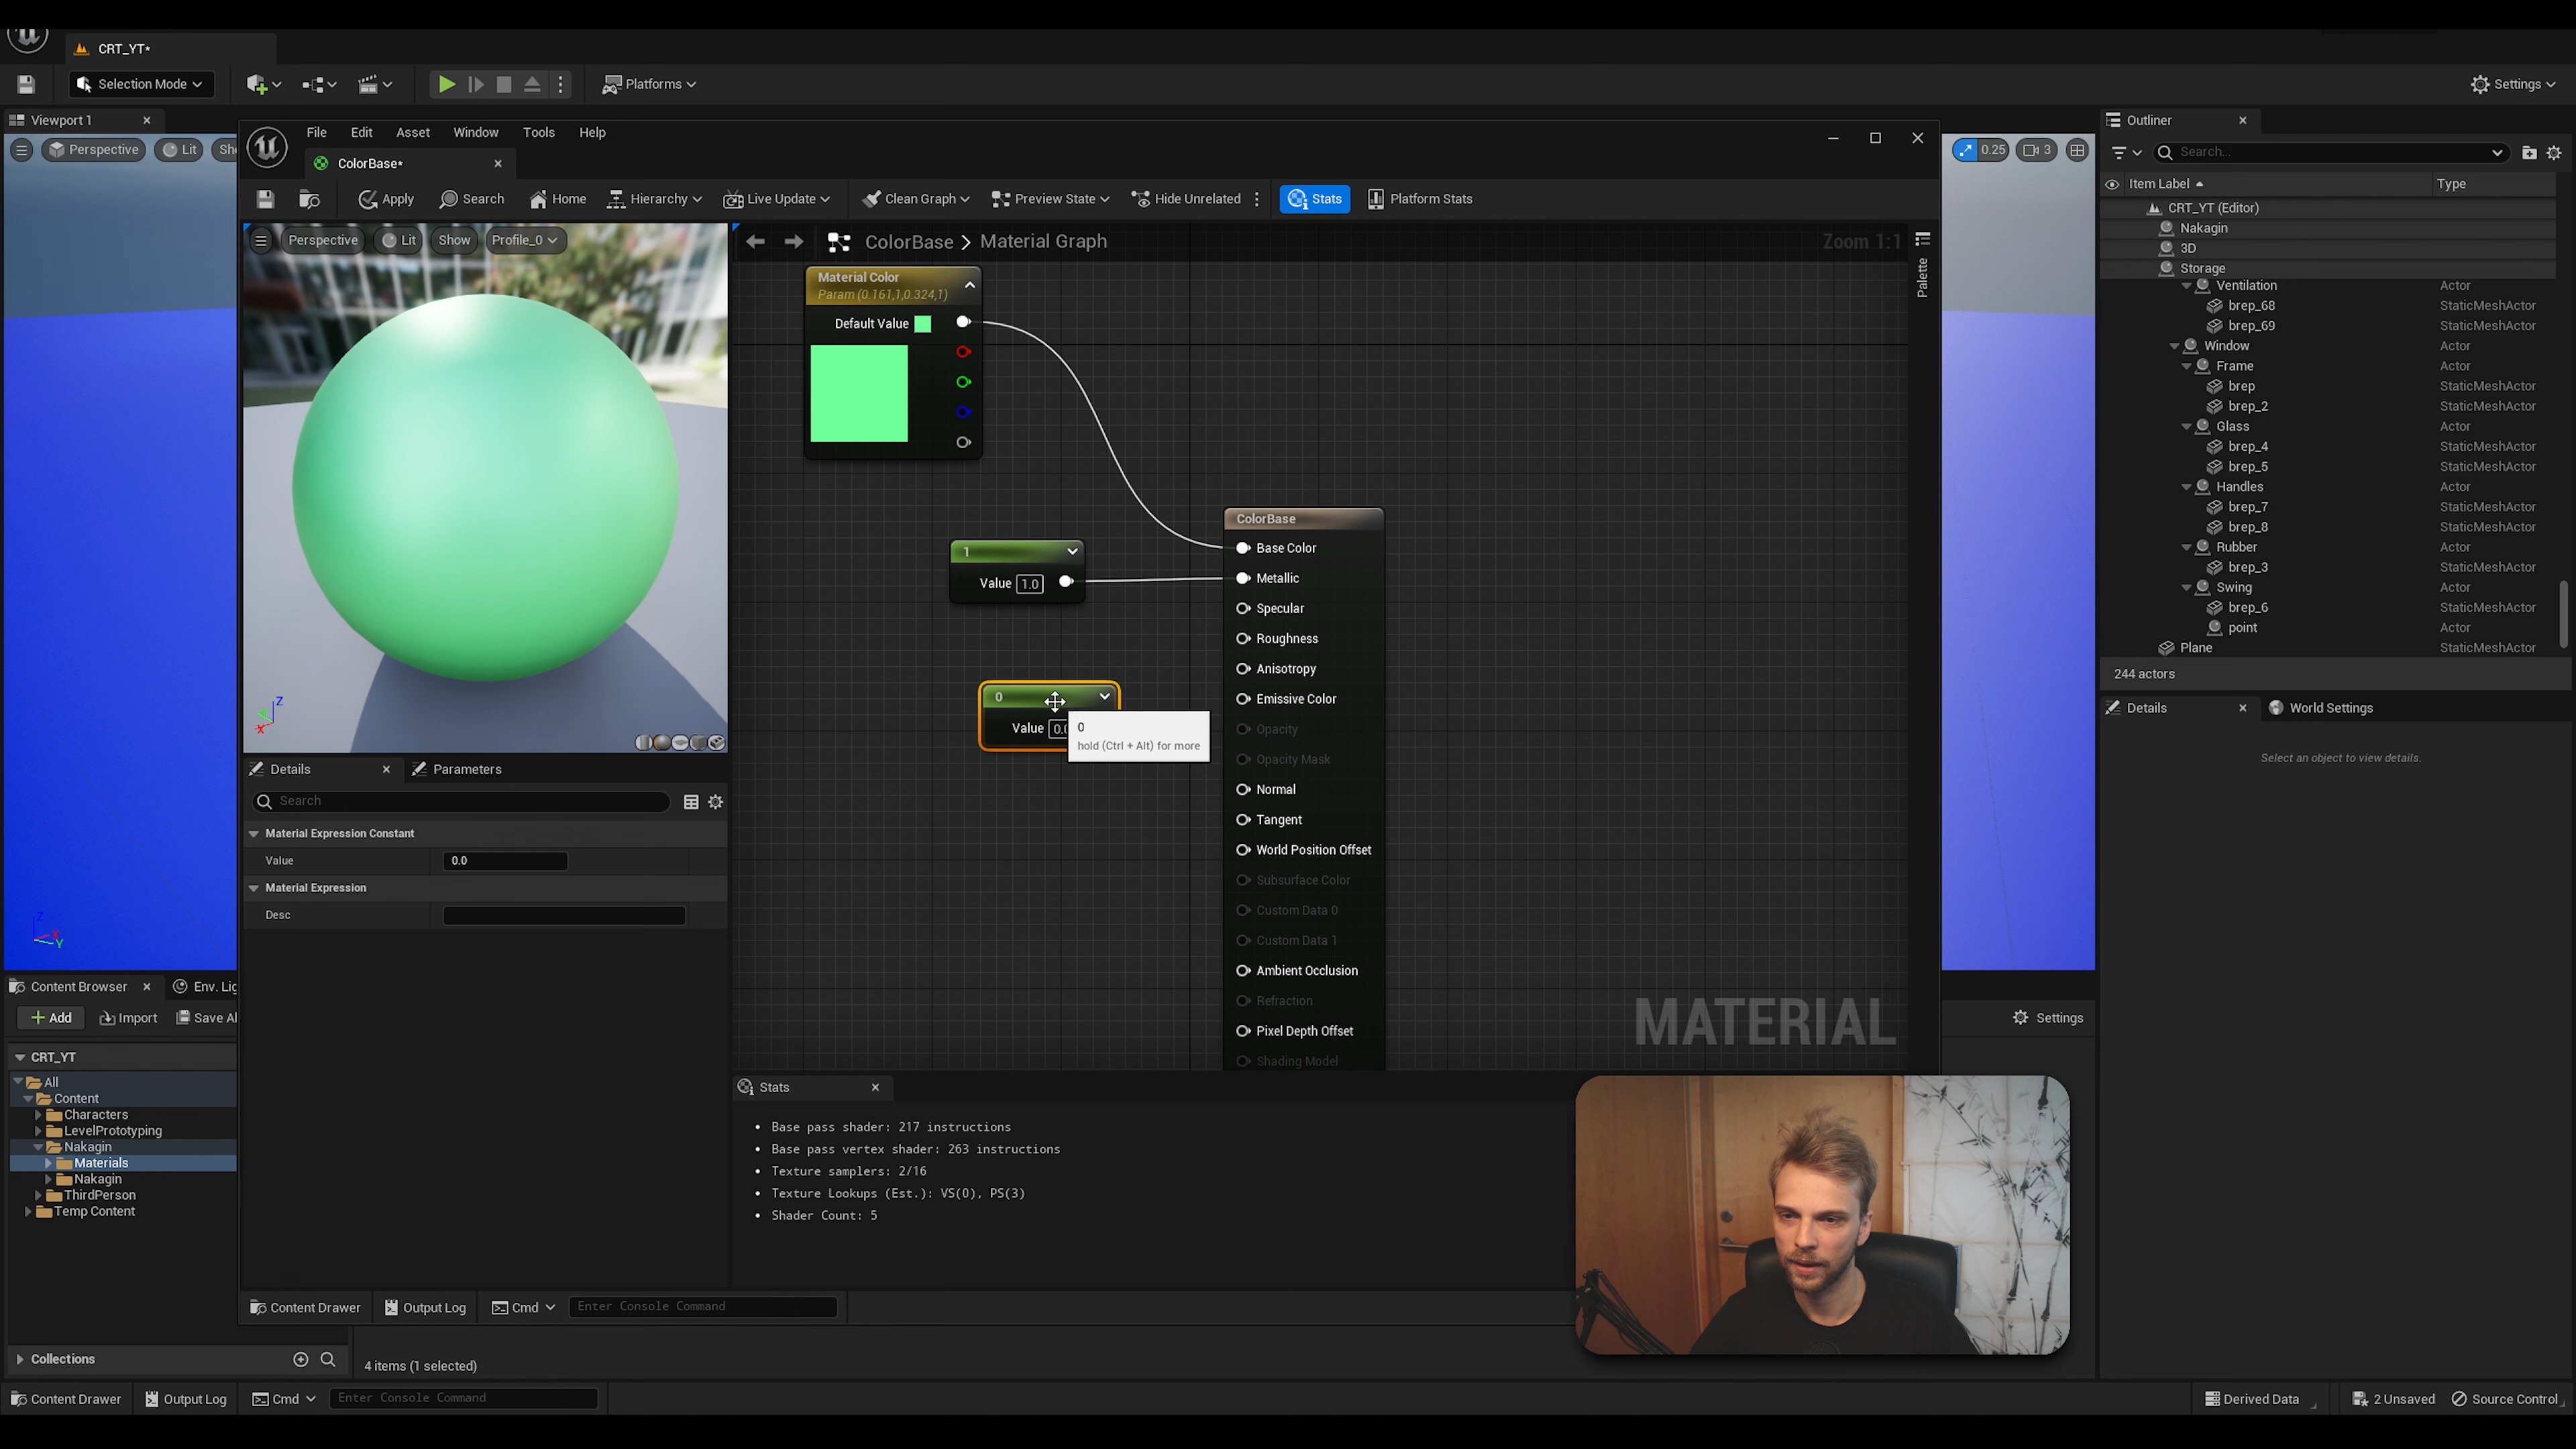 CRT_YT*
Selection Mode
Platforms
Settings
Viewport 1
Perspective
Lit
File Edit Asset Window Tools Help
ColorBase*
Apply Search Home Hierarchy Live Update Clean Graph Preview State Hide Unrelated Stats Platform Stats
Perspective Lit Show Profile_0
ColorBase > Material Graph
Zoom 1:1
Palette
Material Color
Param (0.161,1,0.324,1)
Default Value
1
Value 1.0
0
Value
0
hold (Ctrl + Alt) for more
ColorBase
Base Color
Metallic
Specular
Roughness
Anisotropy
Emissive Color
Opacity
Opacity Mask
Normal
Tangent
World Position Offset
Subsurface Color
Custom Data 0
Custom Data 1
Ambient Occlusion
Refraction
Pixel Depth Offset
Shading Model
MATERIAL
Z
X
Details
Parameters
Search
Material Expression Constant
Value 0.0
Material Expression
Desc
Stats
• Base pass shader: 217 instructions
• Base pass vertex shader: 263 instructions
• Texture samplers: 2/16
• Texture Lookups (Est.): VS(0), PS(3)
• Shader Count: 5
Content Drawer Output Log Cmd Enter Console Command
0.25 3
Outliner
Search...
Item Label Type
CRT_YT (Editor)
Nakagin
3D
Storage
Ventilation Actor
brep_68 StaticMeshActor
brep_69 StaticMeshActor
Window Actor
Frame Actor
brep StaticMeshActor
brep_2 StaticMeshActor
Glass Actor
brep_4 StaticMeshActor
brep_5 StaticMeshActor
Handles Actor
brep_7 StaticMeshActor
brep_8 StaticMeshActor
Rubber Actor
brep_3 StaticMeshActor
Swing Actor
brep_6 StaticMeshActor
point Actor
Plane StaticMeshActor
244 actors
Details
World Settings
Select an object to view details.
Z
X
Y
Content Browser
Add Import
Settings
CRT_YT
All
Content
Characters
LevelPrototyping
Nakagin
Materials
Nakagin
ThirdPerson
Temp Content
Collections
4 items (1 selected)
Content Drawer Output Log Cmd Enter Console Command
Derived Data 2 Unsaved Source Control